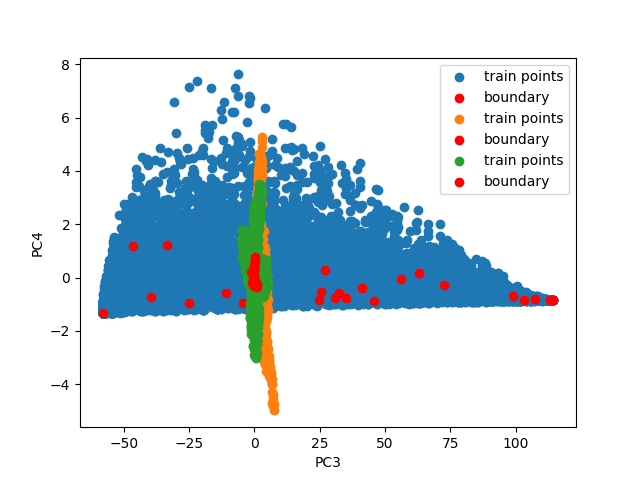 train points
boundary
train points
boundary
train points
boundary
8
6
4
2
0
−2
−4
PC4
−50
−25
0
25
50
75
100
PC3